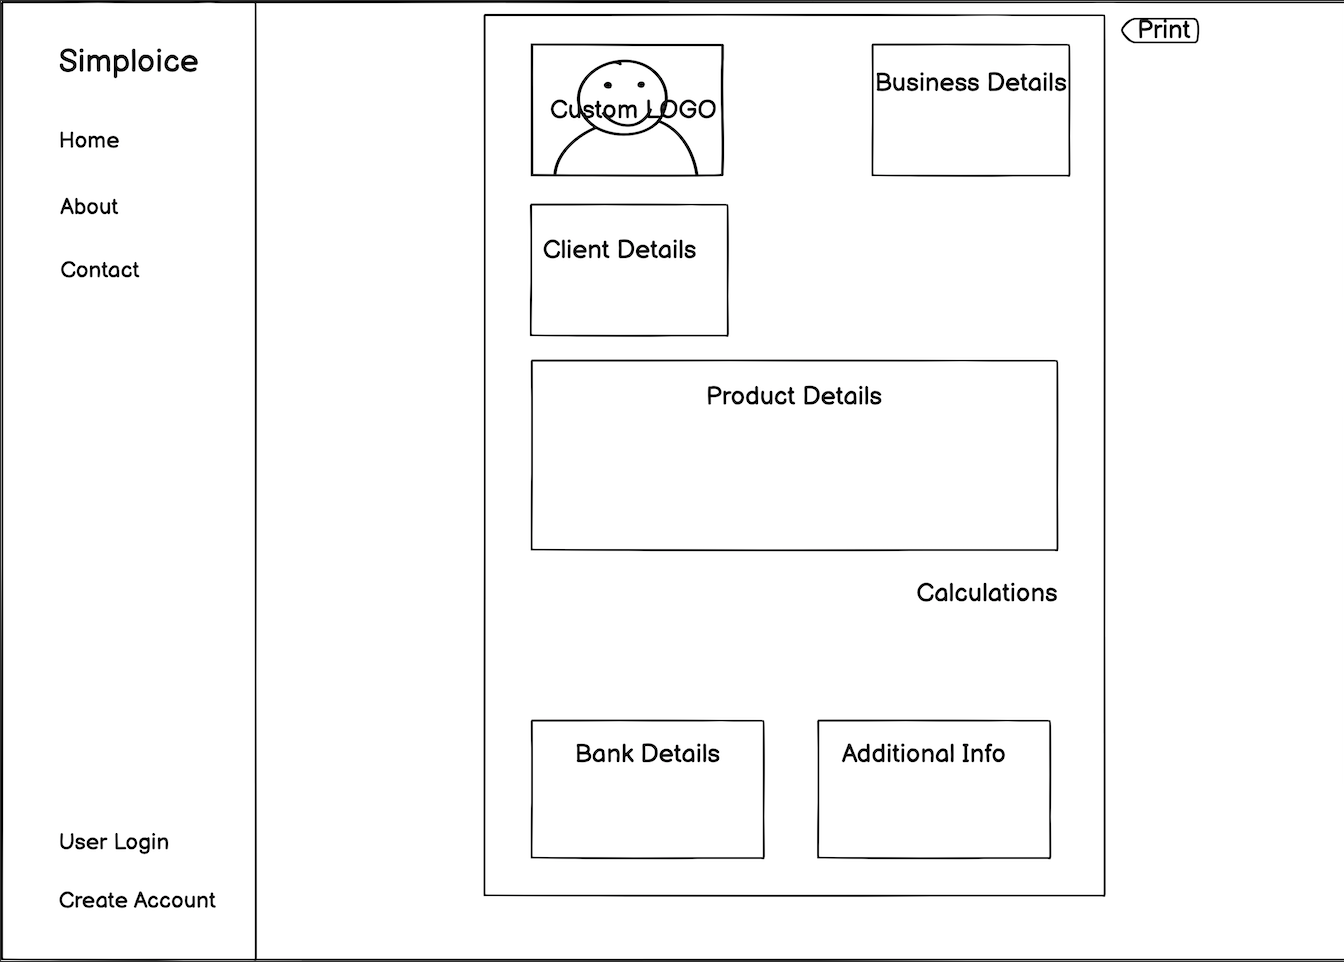 Simploice
Home
About
Contact
User Login
Create Account
Custom LOGO
Business Details
Client Details
Product Details
Calculations
Bank Details
Additional Info
Print